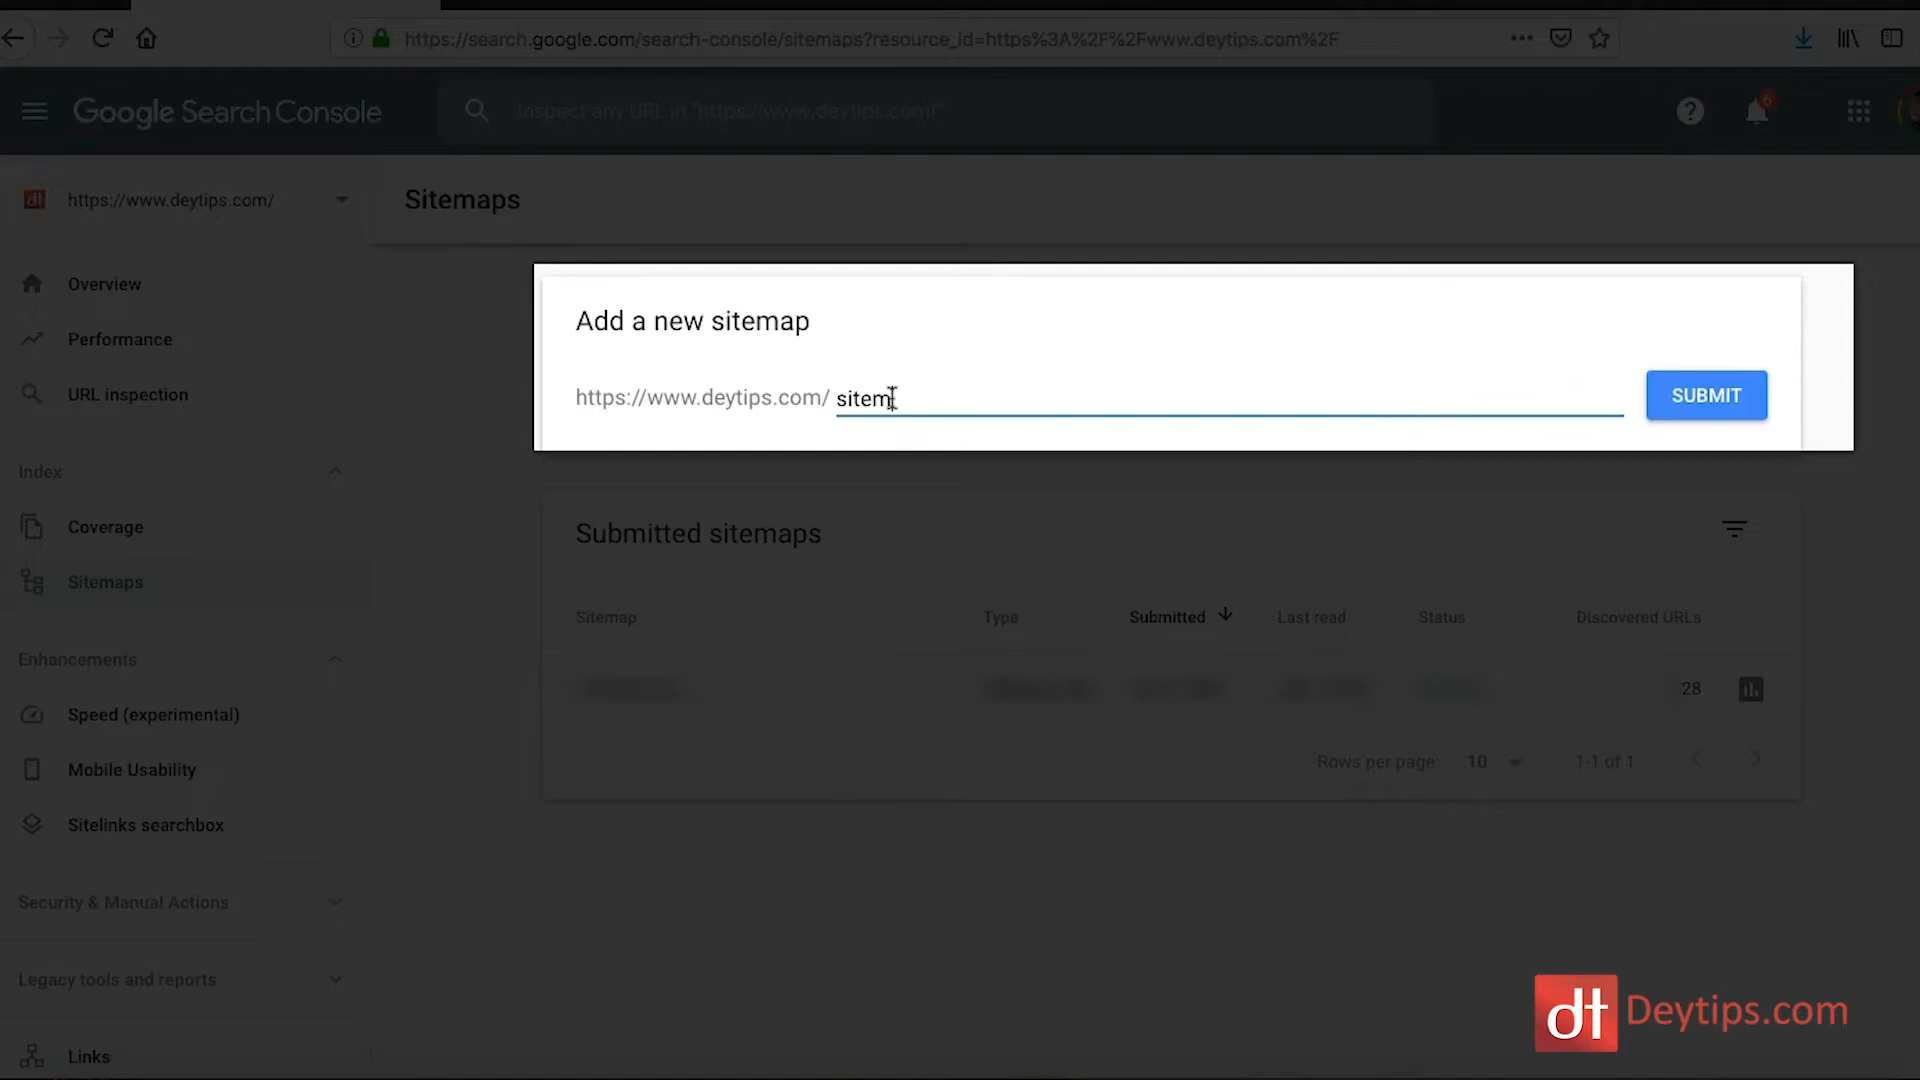 https://search.google.com/search-console/sitemaps?resource_id=https%3A%2F%2Fwww.deytips.com%2F
Google Search Console
Inspect any URL in "https://www.deytips.com/"
6
dt
https://www.deytips.com/
Sitemaps
Overview
Performance
URL inspection
Index
Coverage
Sitemaps
Enhancements
Speed (experimental)
Mobile Usability
Sitelinks searchbox
Security & Manual Actions
Legacy tools and reports
Links
Add a new sitemap
https://www.deytips.com/ sitem
SUBMIT
Submitted sitemaps
Sitemap Type Submitted Last read Status Discovered URLs
28
Rows per page: 10 1-1 of 1
dt Deytips.com